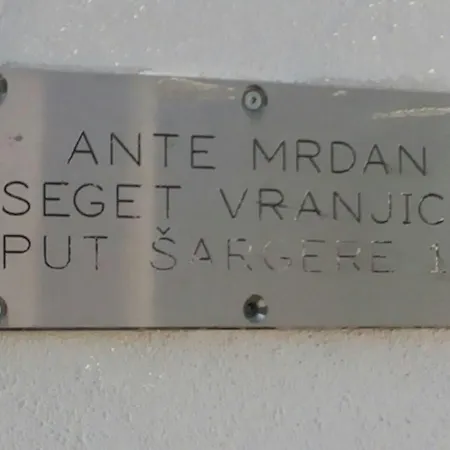 ANTE MRDAN
SEGET VRANJIC
PUT ŠARGERE 1